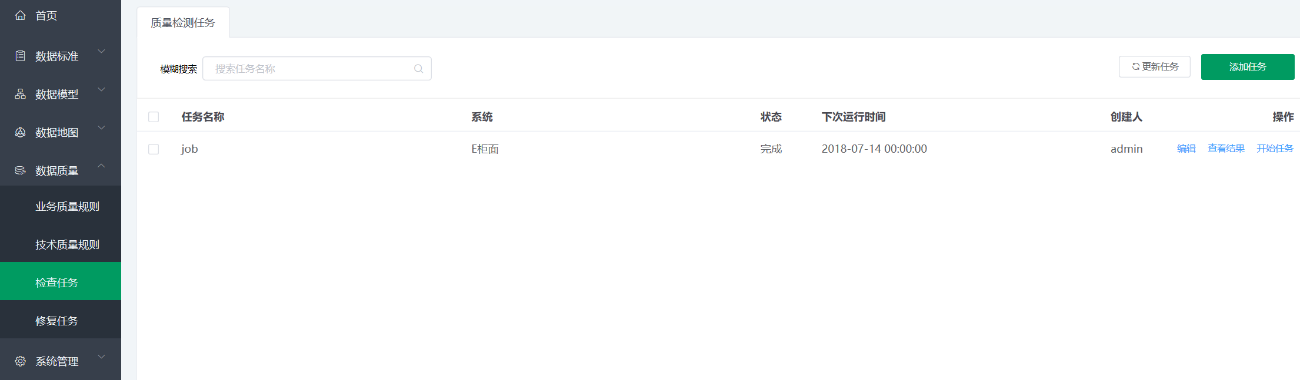 首页
数据标准
数据模型
数据地图
数据质量
业务质量规则
技术质量规则
检查任务
修复任务
系统管理
质量检测任务
模糊搜索 搜索任务名称 更新任务 添加任务
任务名称 系统 状态 下次运行时间 创建人 操作
job E柜面 完成 2018-07-14 00:00:00 admin 编辑 查看结果 开始任务